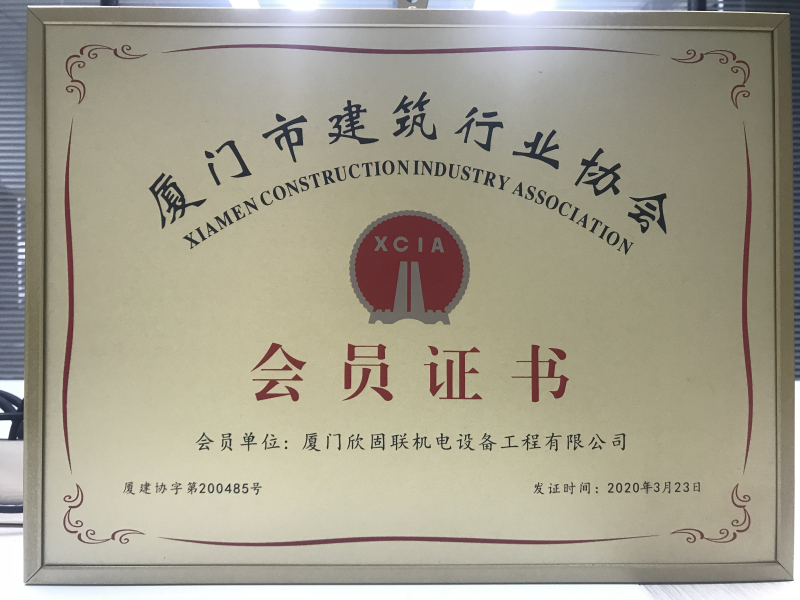 厦门市建筑行业协会
XIAMEN CONSTRUCTION INDUSTRY ASSOCIATION
XCIA
会员证书
会员单位：厦门欣固联机电设备工程有限公司
厦建协字第200485号
发证时间：2020年3月23日